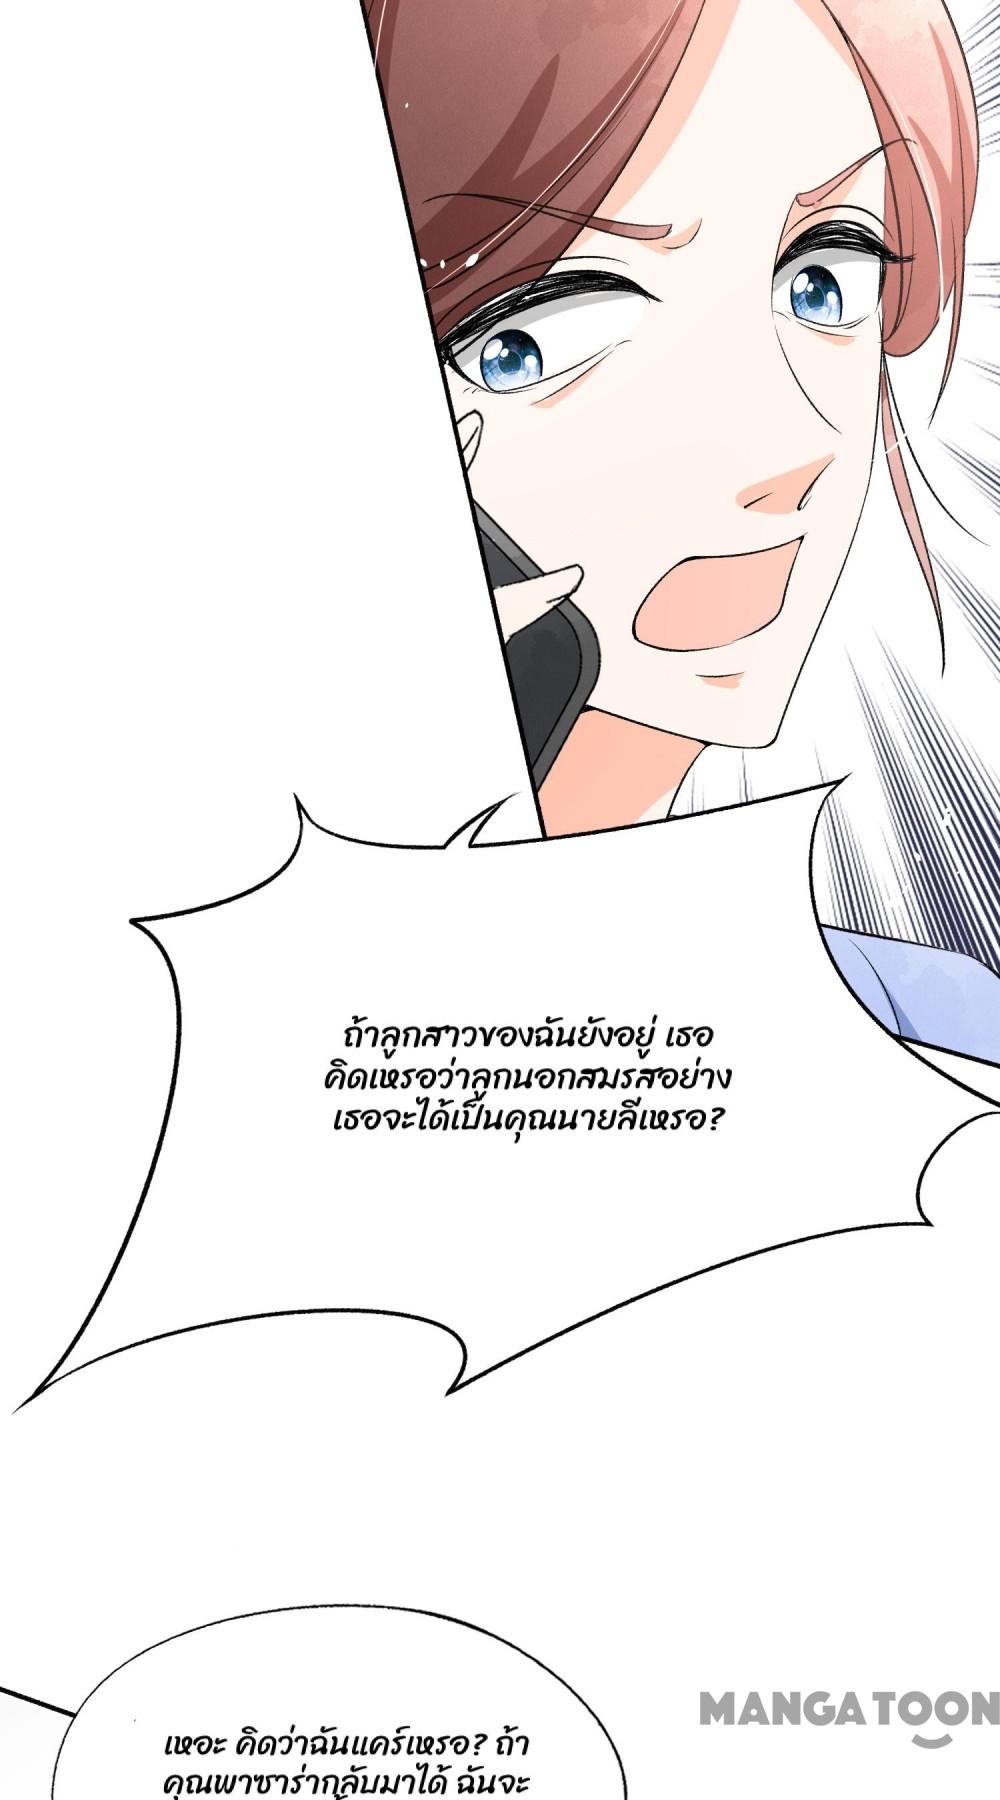 ถ้าลูกสาวของฉันยังอยู่ เธอ
คิดเหรอว่าลูกนอกสมรสอย่าง
เธอจะได้เป็นคุณนายลีเหรอ?
MANGATOON
เหอะ คิดว่าฉันแคร์เหรอ? ถ้า
คุณพาซาร่ากลับมาได้ ฉันจะ